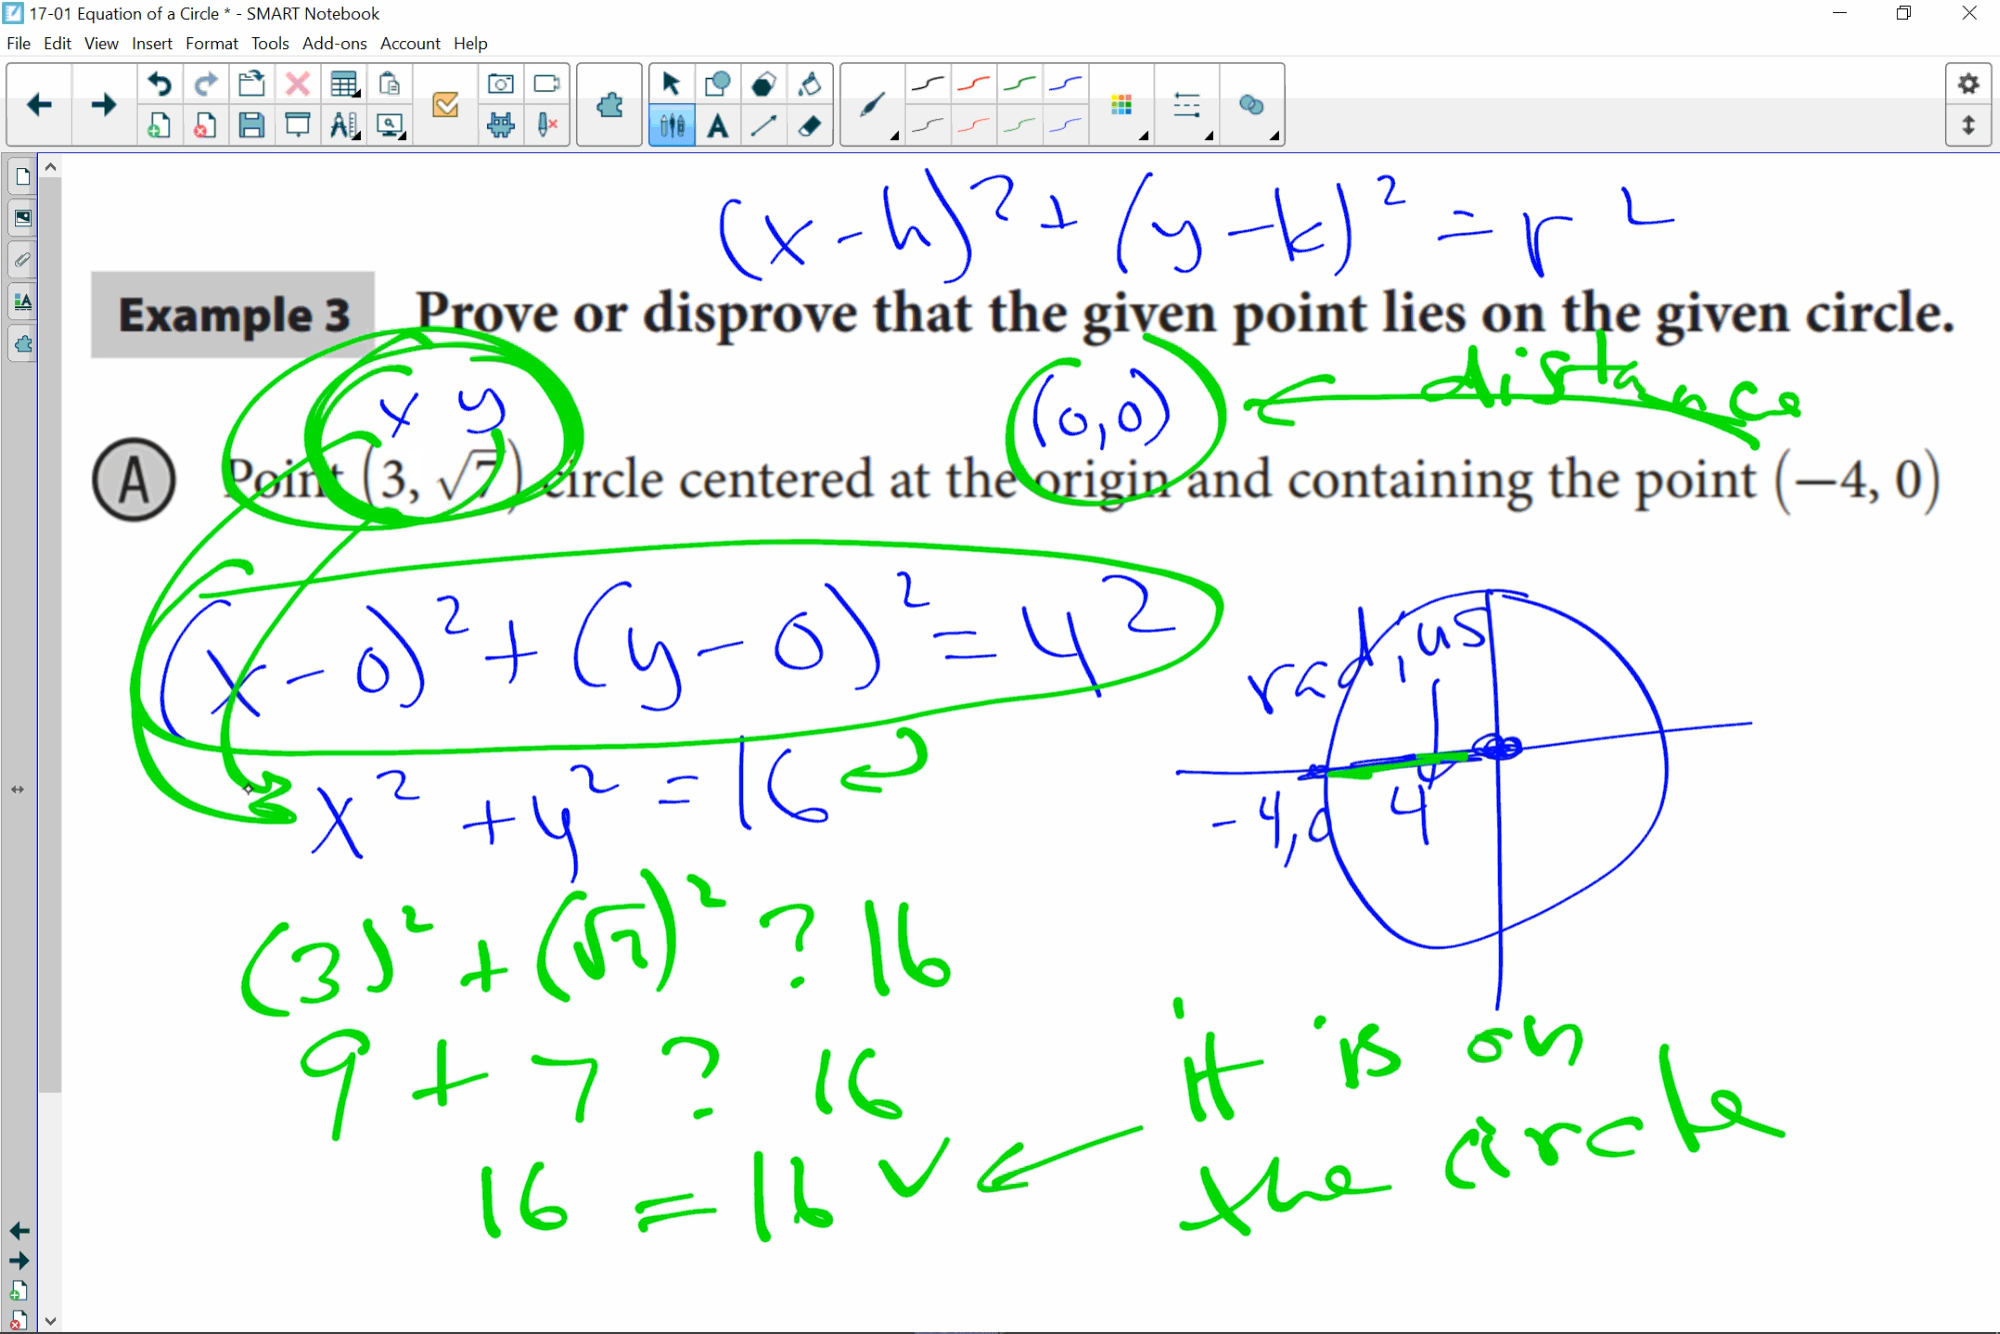 17-01 Equation of a Circle * - SMART Notebook
File Edit View Insert Format Tools Add-ons Account Help
(x-h)² + (y-k)² = r²
Example 3 Prove or disprove that the given point lies on the given circle.
x y (0,0) distance
A Point (3, √7) circle centered at the origin and containing the point (−4, 0)
(x-0)² + (y-0)² = 4²
radius
x² + y² = 16
-4,0 4
(3)² + (√7)² ? 16
9 + 7 ? 16
16 = 16 ✓
it is on
the circle